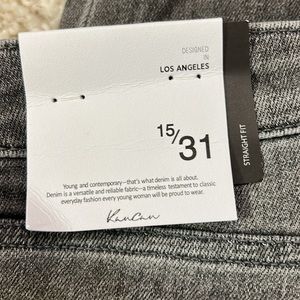 DESIGNED
IN
LOS ANGELES
15/31
STRAIGHT FIT
Young and contemporary—that's what denim is all about.
Denim is a versatile and reliable fabric—a timeless testament to classic
everyday fashion every young woman will be proud to wear.
KanCan